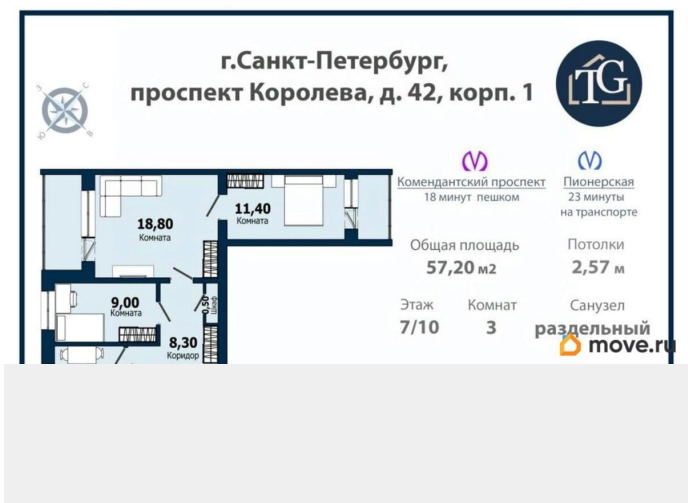 г.Санкт-Петербург,
проспект Королева, д. 42, корп. 1
TG
С
Ю
В
Комендантский проспект
18 минут пешком
Пионерская
23 минуты
на транспорте
18,80
Комната
11,40
Комната
Общая площадь
57,20 м2
Потолки
2,57 м
9,00
Комната
0,50
Шкаф
8,30
Коридор
Этаж
7/10
Комнат
3
Санузел
раздельный
move.ru